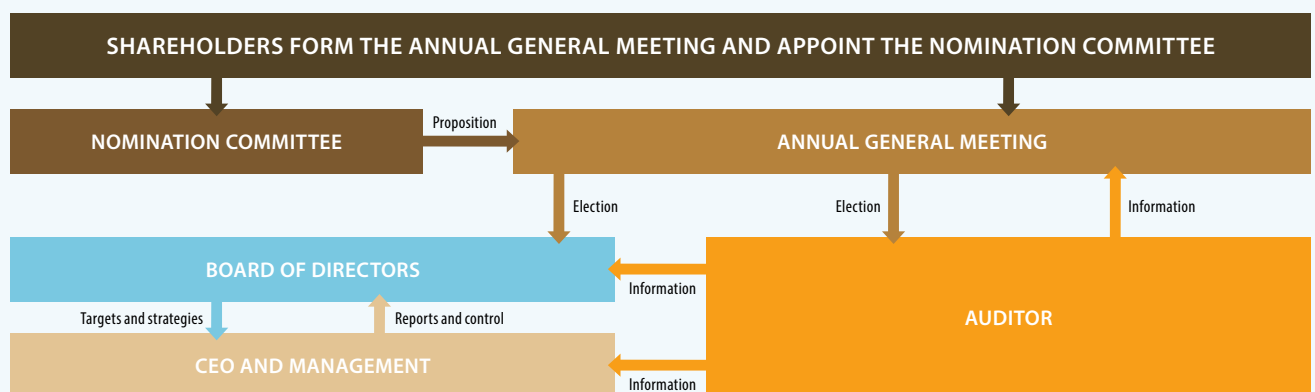 SHAREHOLDERS FORM THE ANNUAL GENERAL MEETING AND APPOINT THE NOMINATION COMMITTEE
NOMINATION COMMITTEE
Proposition
ANNUAL GENERAL MEETING
Election
Election
Information
BOARD OF DIRECTORS
Information
AUDITOR
Targets and strategies
Reports and control
CEO AND MANAGEMENT
Information